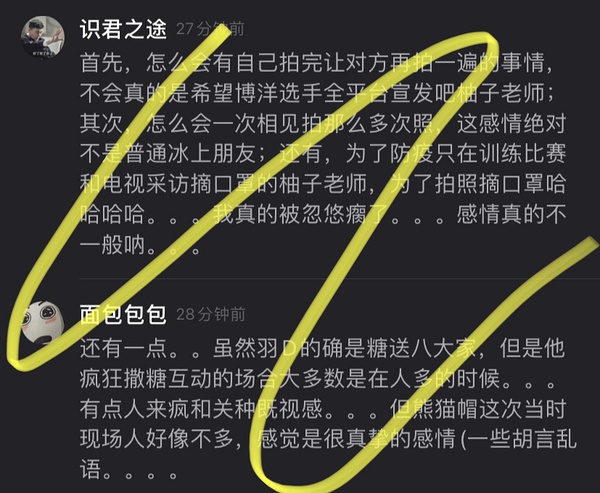 识君之途 27分钟前
首先，怎么会有自己拍完让对方再拍一遍的事情，
不会真的是希望博洋选手全平台宣发吧柚子老师；
其次，怎么会一次相见拍那么多次照，这感情绝对
不是普通冰上朋友；还有，为了防疫只在训练比赛
和电视采访摘口罩的柚子老师，为了拍照摘口罩哈
哈哈哈。。。我真的被忽悠瘸了。。。感情真的不
一般呐。。。
面包包包 28分钟前
还有一点。。虽然羽D的确是糖送八大家，但是他
疯狂撒糖互动的场合大多数是在人多的时候。。。
有点人来疯和关种既视感。。。但熊猫帽这次当时
现场人好像不多，感觉是很真挚的感情(一些胡言乱
语。。。。